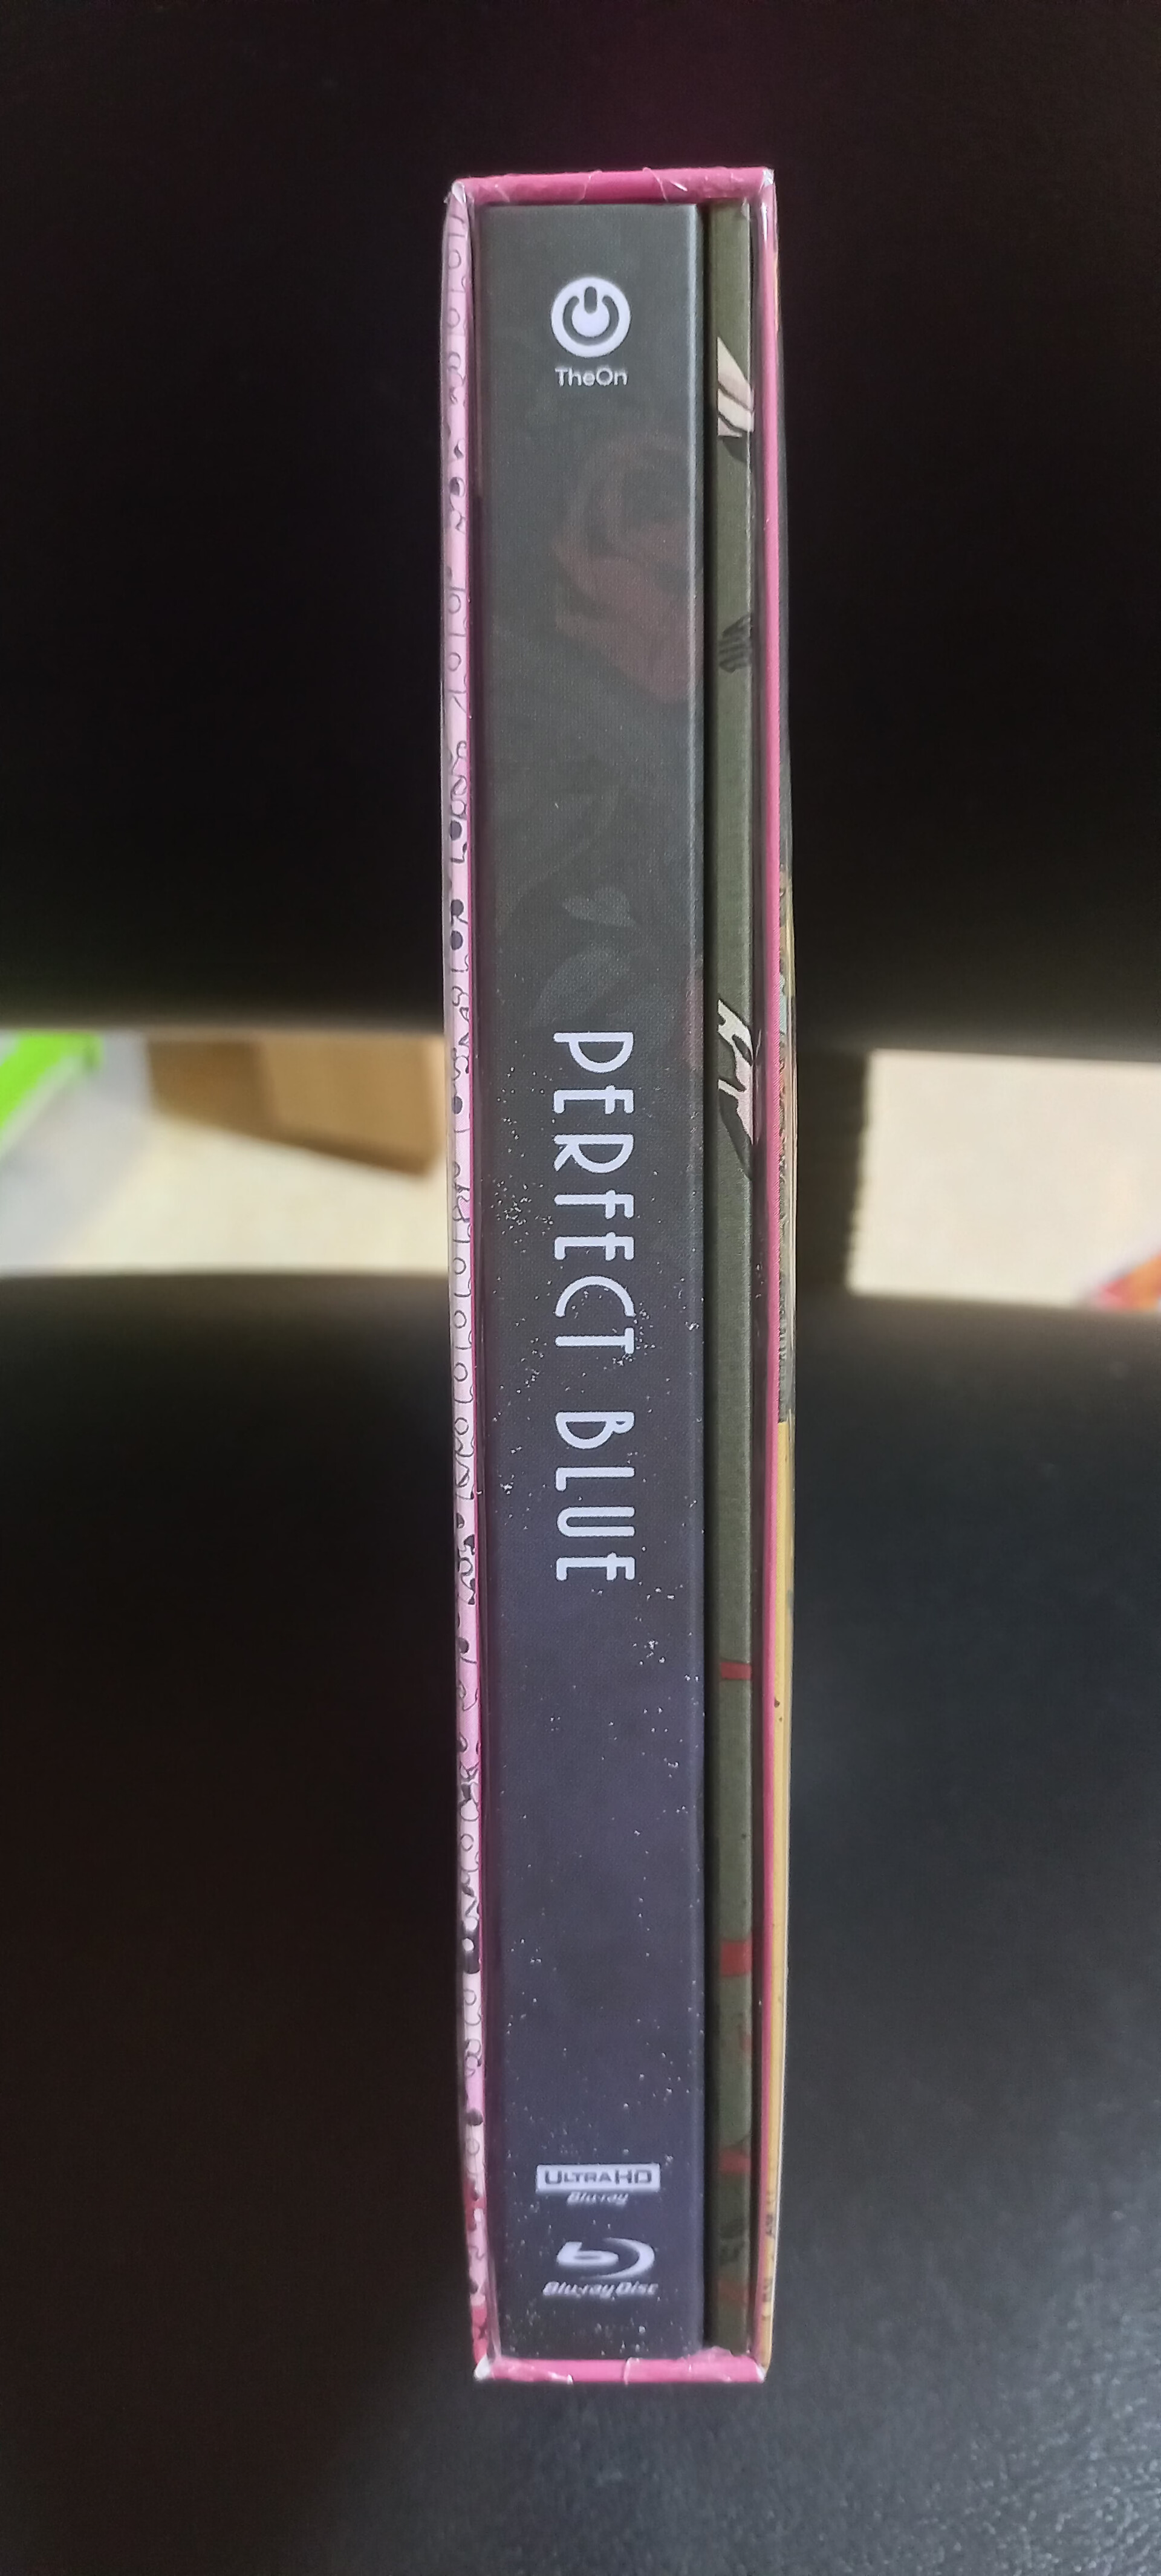 TheOn
PERFECT BLUE
ULTRA HD
Blu-ray
Blu-ray Disc